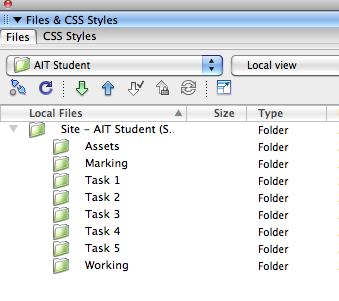 Files & CSS Styles
Files CSS Styles
AIT Student Local view
Local Files Size Type
Site – AIT Student (S.. Folder
Assets Folder
Marking Folder
Task 1 Folder
Task 2 Folder
Task 3 Folder
Task 4 Folder
Task 5 Folder
Working Folder